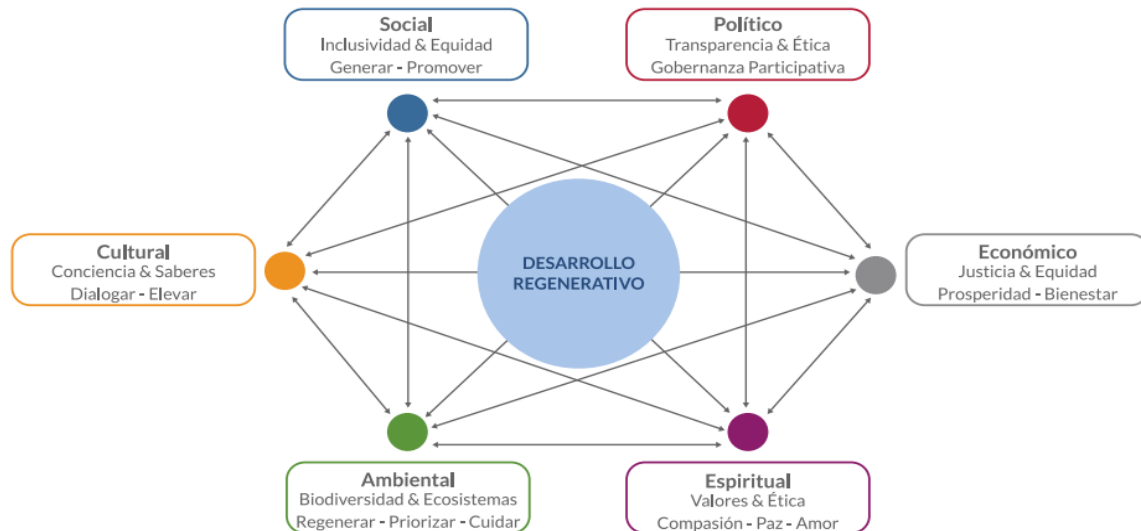 Social
Inclusividad & Equidad
Generar - Promover
Político
Transparencia & Ética
Gobernanza Participativa
Cultural
Conciencia & Saberes
Dialogar - Elevar
DESARROLLO
REGENERATIVO
Económico
Justicia & Equidad
Prosperidad - Bienestar
Ambiental
Biodiversidad & Ecosistemas
Regenerar - Priorizar - Cuidar
Espiritual
Valores & Ética
Compasión - Paz - Amor